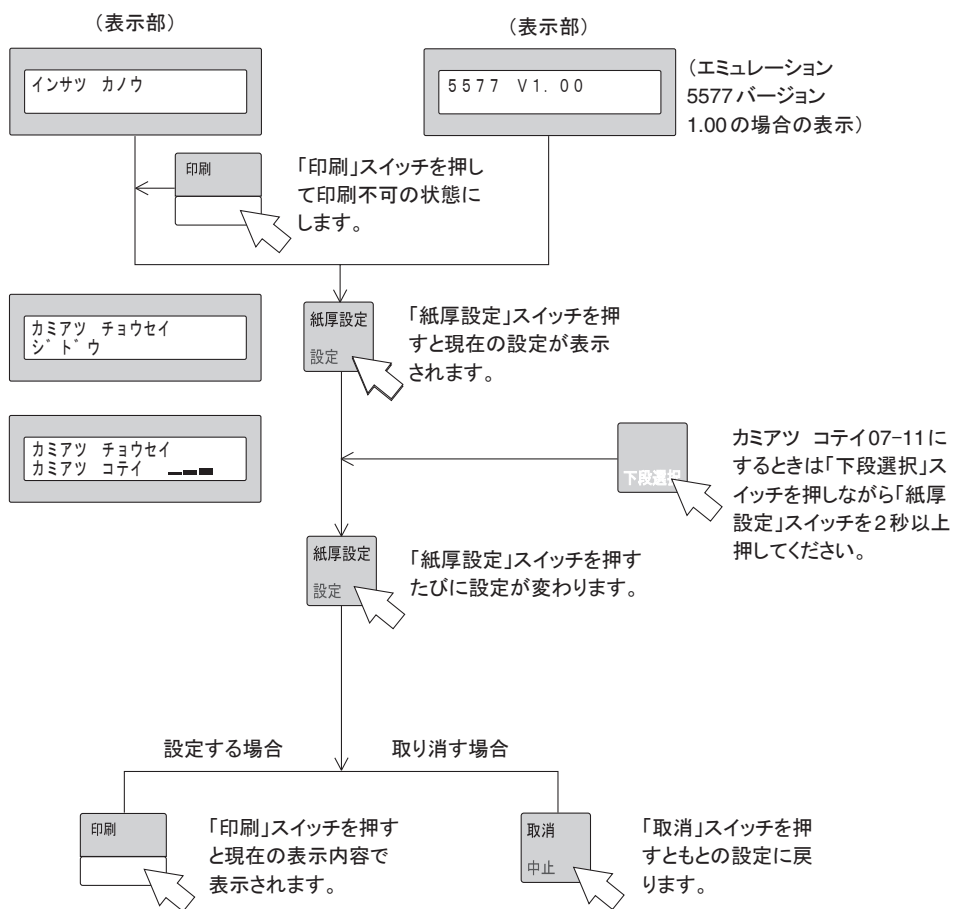 （表示部）
（表示部）
インサツ カノウ
5577 V1.00
（エミュレーション
5577バージョン
1.00の場合の表示）
印刷
「印刷」スイッチを押し
て印刷不可の状態に
します。
カミアツ チョウセイ
ジドウ
紙厚設定
設定
「紙厚設定」スイッチを押
すと現在の設定が表示
されます。
カミアツ チョウセイ
カミアツ コテイ
下段選択
カミアツ コテイ07-11に
するときは「下段選択」ス
イッチを押しながら「紙厚
設定」スイッチを2秒以上
押してください。
紙厚設定
設定
「紙厚設定」スイッチを押す
たびに設定が変わります。
設定する場合
取り消す場合
印刷
「印刷」スイッチを押す
と現在の表示内容で
表示されます。
取消
中止
「取消」スイッチを押
すともとの設定に戻
ります。